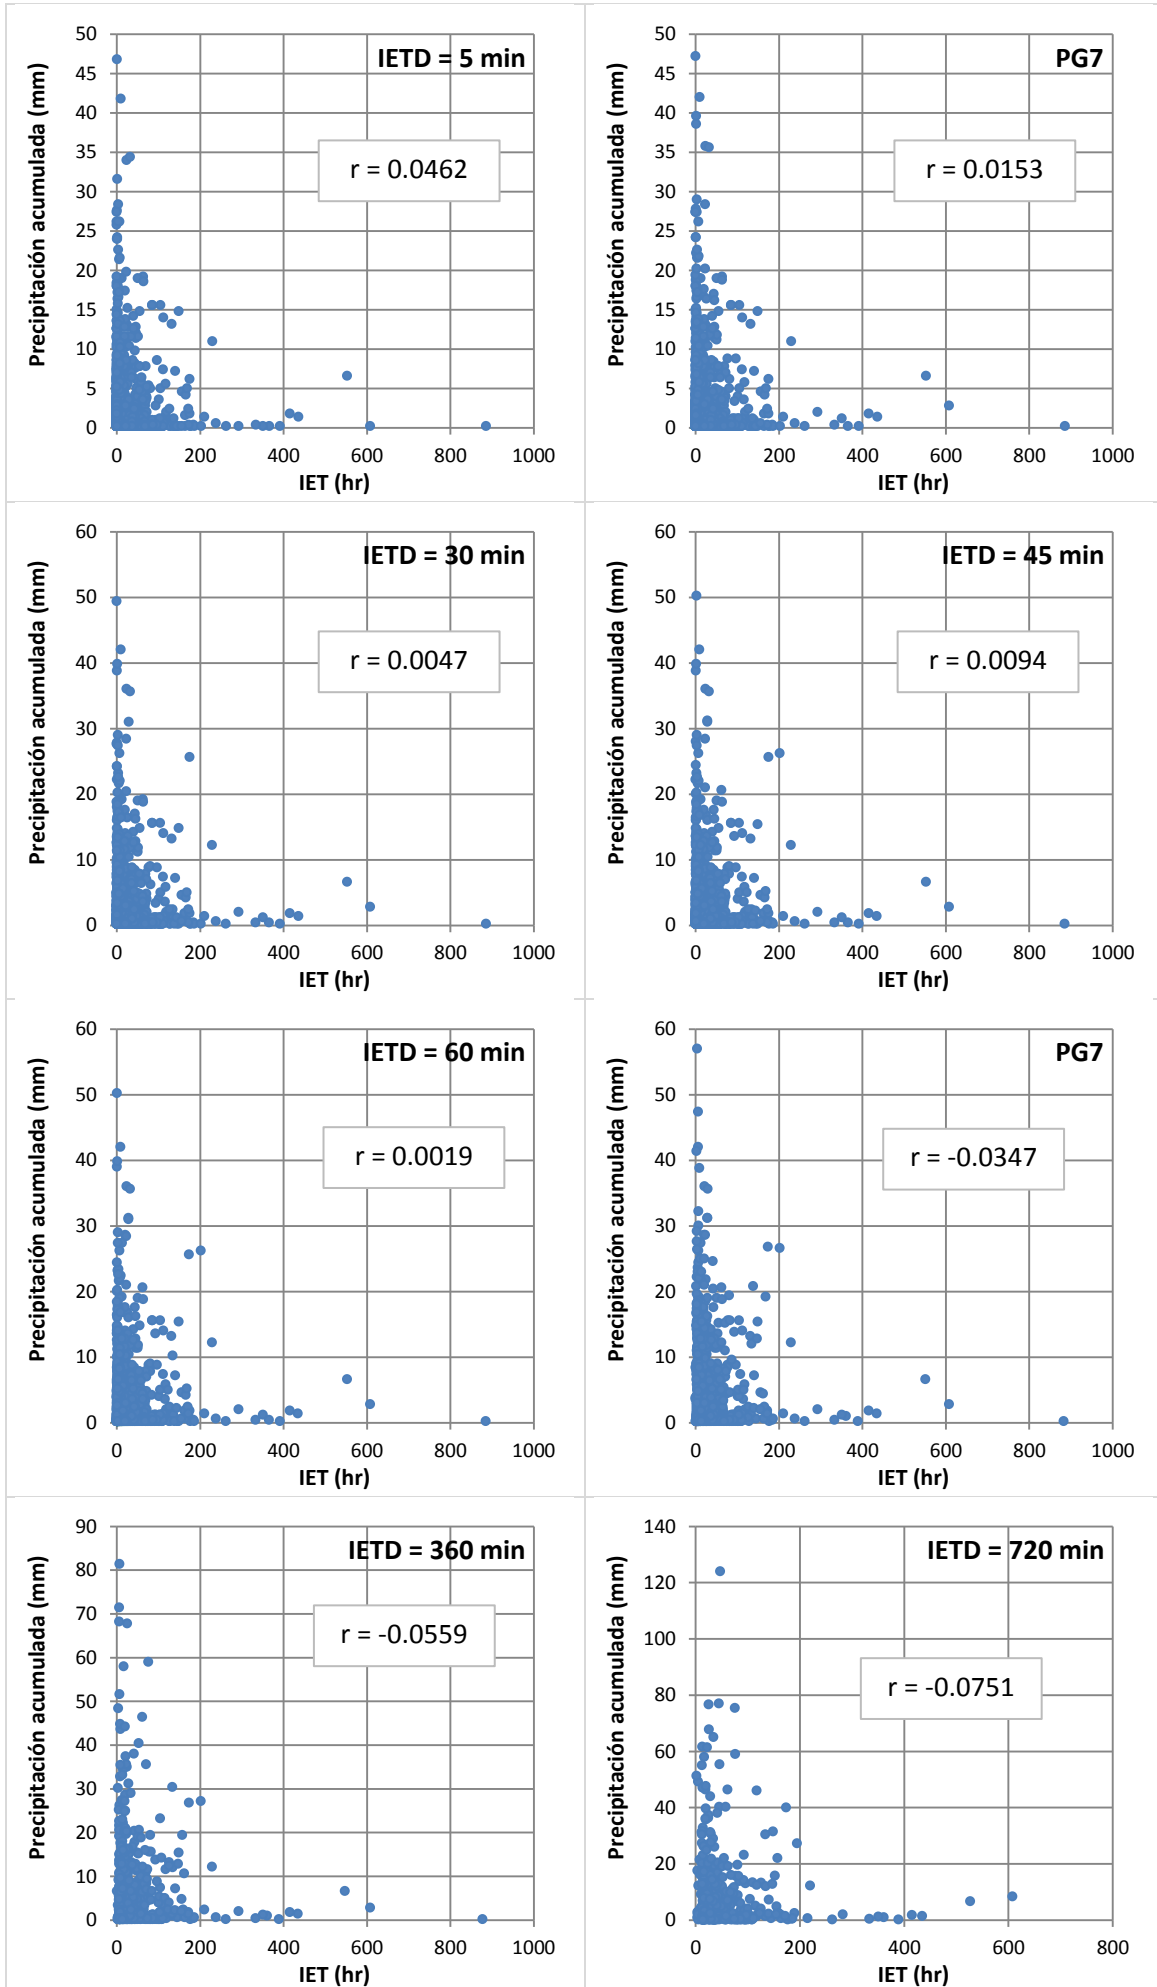 IETD = 5 min
Precipitación acumulada (mm)
50
45
40
35
30
25
20
15
10
5
0
r = 0.0462
0 200 400 600 800 1000
IET (hr)
PG7
Precipitación acumulada (mm)
50
45
40
35
30
25
20
15
10
5
0
r = 0.0153
0 200 400 600 800 1000
IET (hr)
IETD = 30 min
Precipitación acumulada (mm)
60
50
40
30
20
10
0
r = 0.0047
0 200 400 600 800 1000
IET (hr)
IETD = 45 min
Precipitación acumulada (mm)
60
50
40
30
20
10
0
r = 0.0094
0 200 400 600 800 1000
IET (hr)
IETD = 60 min
Precipitación acumulada (mm)
60
50
40
30
20
10
0
r = 0.0019
0 200 400 600 800 1000
IET (hr)
PG7
Precipitación acumulada (mm)
60
50
40
30
20
10
0
r = -0.0347
0 200 400 600 800 1000
IET (hr)
IETD = 360 min
Precipitación acumulada (mm)
90
80
70
60
50
40
30
20
10
0
r = -0.0559
0 200 400 600 800 1000
IET (hr)
IETD = 720 min
Precipitación acumulada (mm)
140
120
100
80
60
40
20
0
r = -0.0751
0 200 400 600 800
IET (hr)